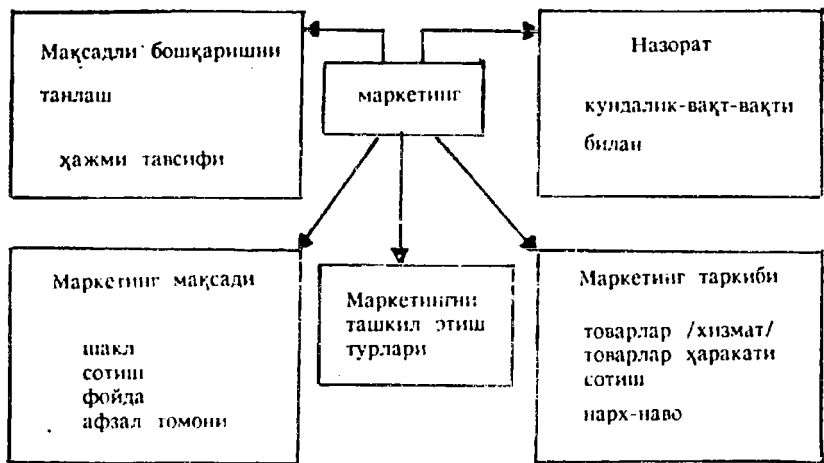 Мақсадли бошқаришни
танлаш
ҳажми тавсифи
маркетинг
Назорат
кундалик-вақт-вақти
билан
Маркетинг мақсади
шакл
сотиш
фойда
афзал томони
Маркетингни
ташкил этиш
турлари
Маркетинг таркиби
товарлар /хизмат/
товарлар ҳаракати
сотиш
нарх-наво